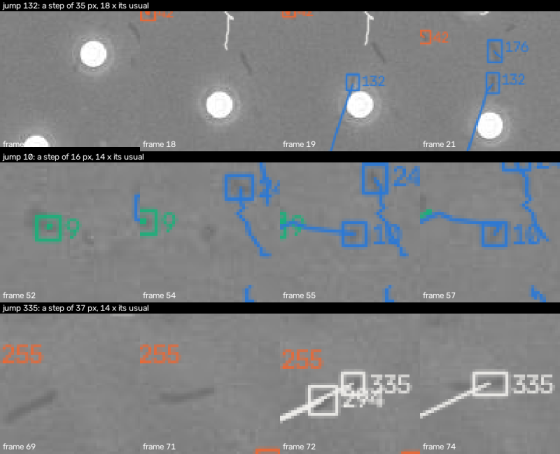 jump 132: a step of 35 px, 18 x its usual
42
176
132
132
frame
frame 18
frame 19
frame 21
jump 10: a step of 16 px, 14 x its usual
24
9
9
10
10
frame 52
frame 54
frame 55
frame 57
jump 335: a step of 37 px, 14 x its usual
255
255
255
335
294
335
frame 69
frame 71
frame 72
frame 74